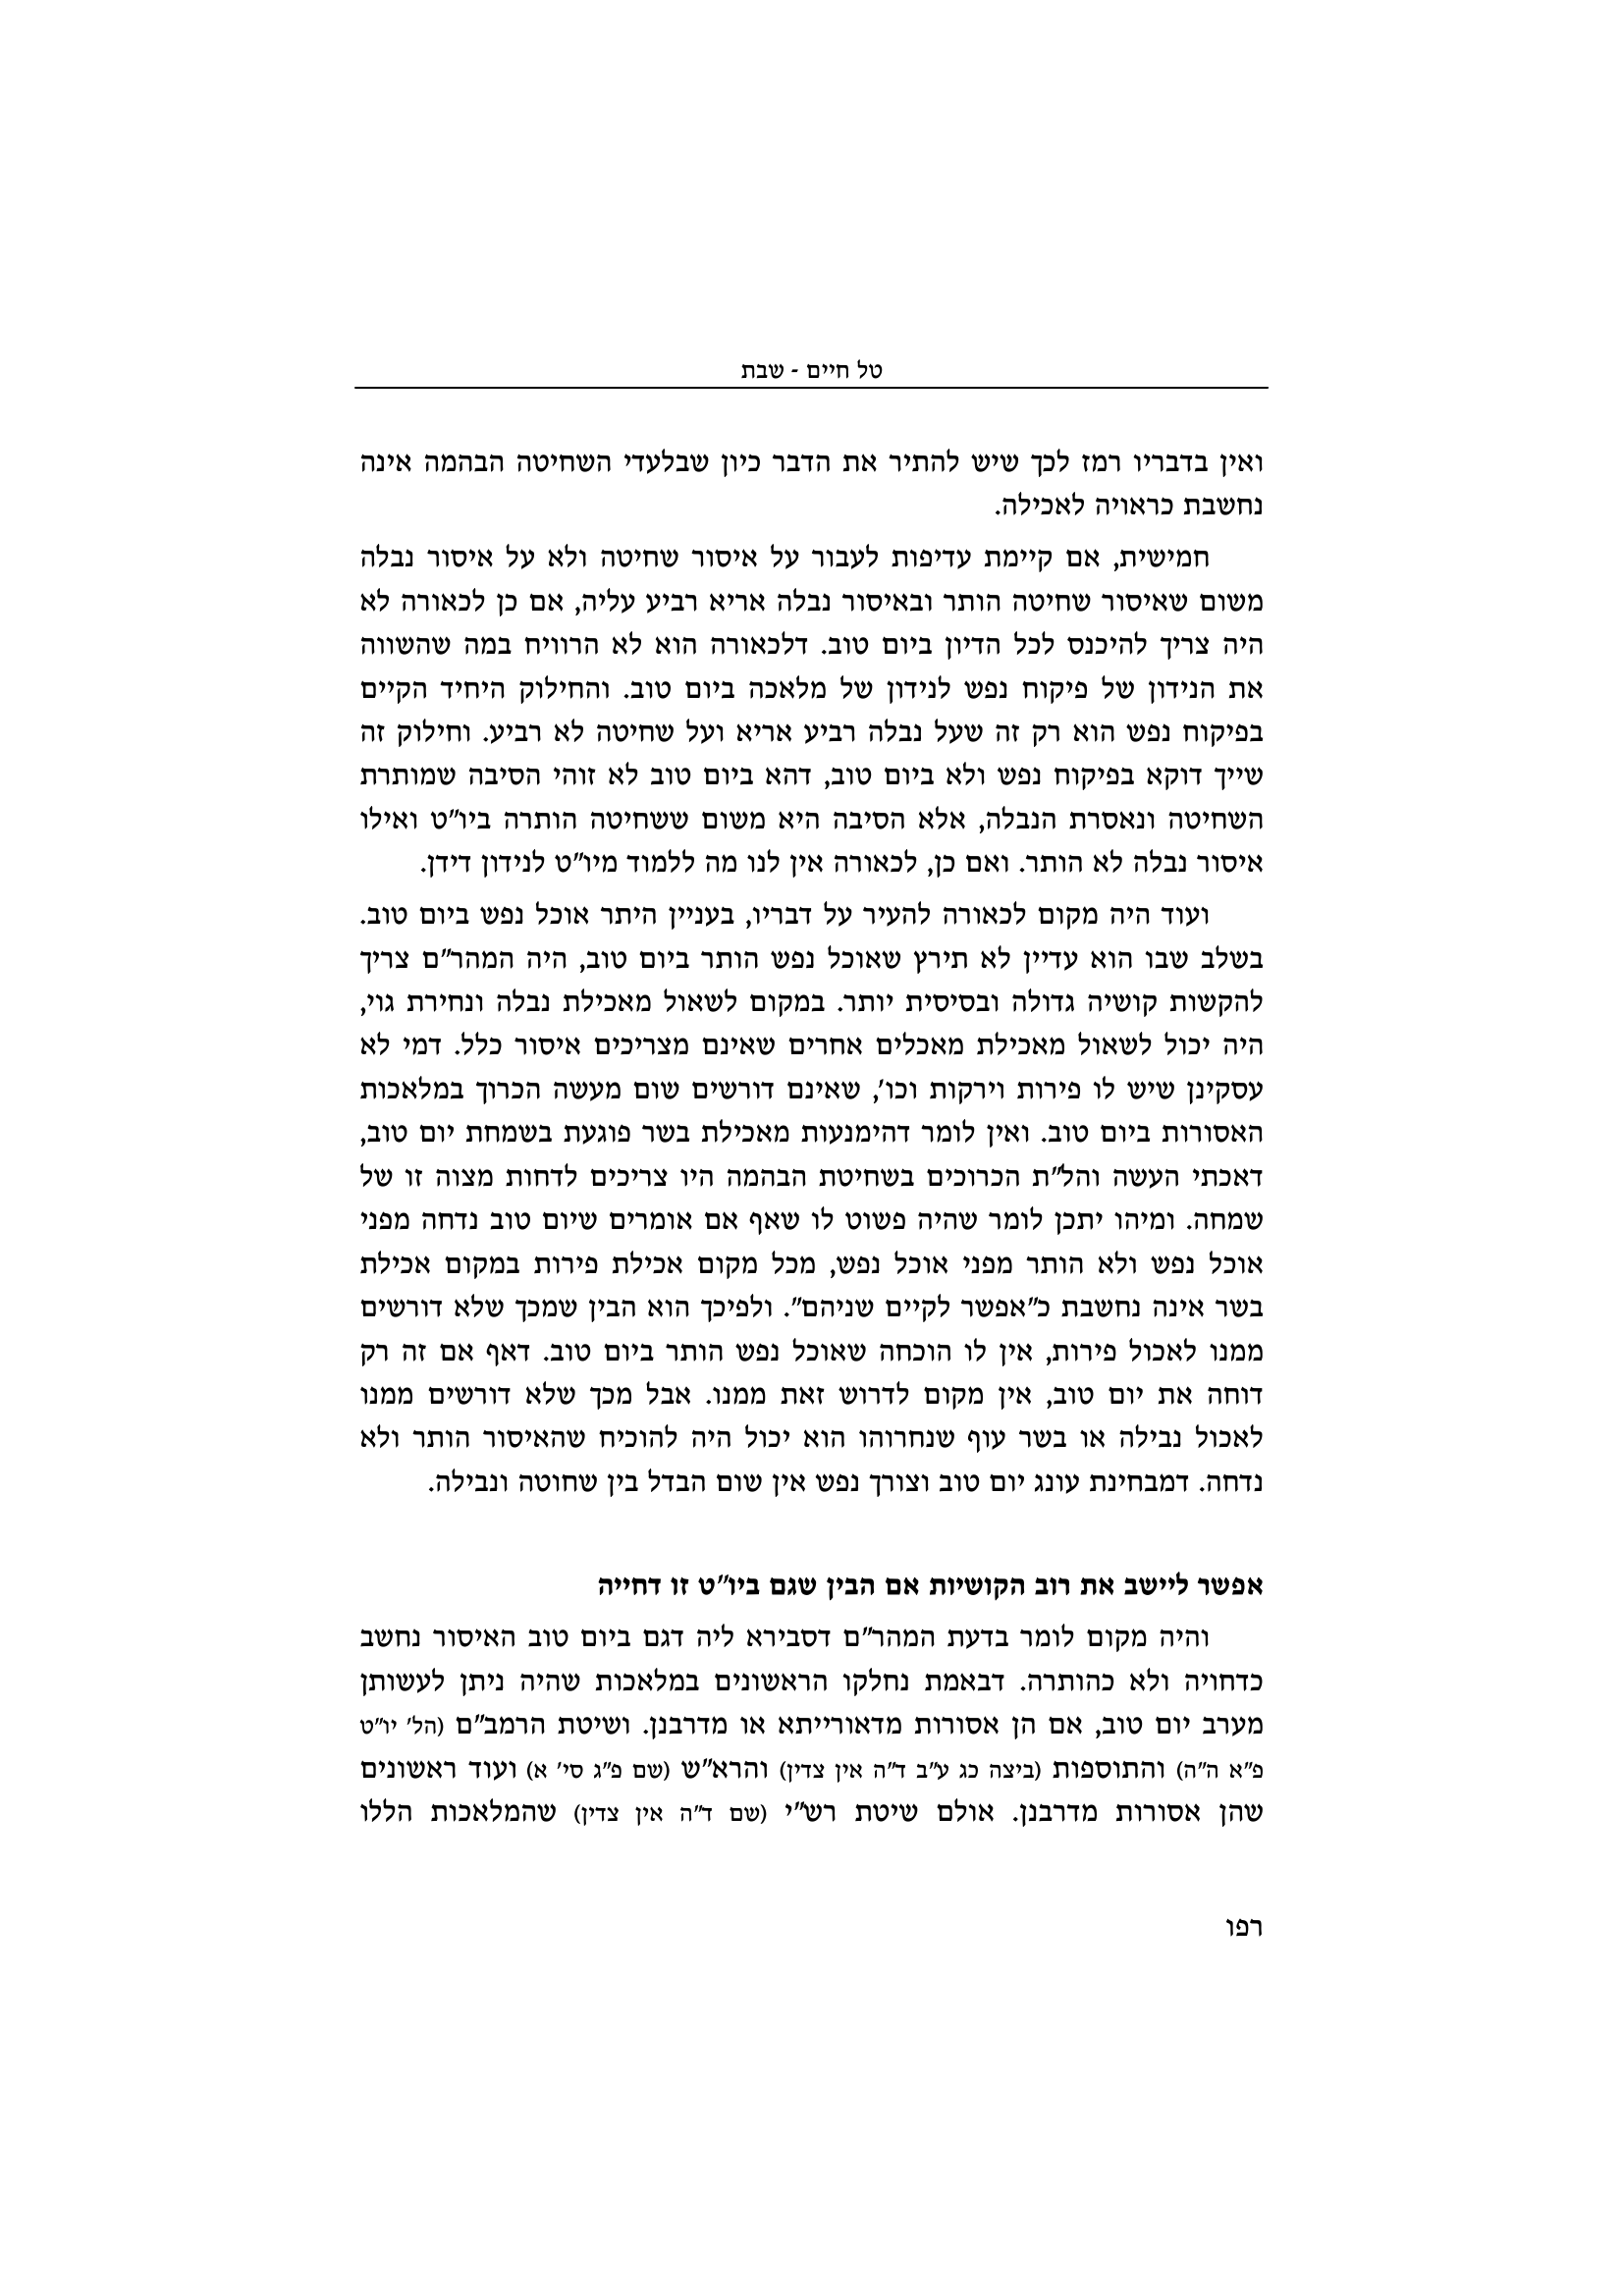 טל חיים - שבת
ואין בדבריו רמז לכך שיש להתיר את הדבר כיון שבלעדי השחיטה הבהמה אינה
נחשבת כראויה לאכילה.
חמישית, אם קיימת עדיפות לעבור על איסור שחיטה ולא על איסור נבלה
משום שאיסור שחיטה הותר ובאיסור נבלה אריא רביע עליה, אם כן לכאורה לא
היה צריך להיכנס לכל הדיון ביום טוב. דלכאורה הוא לא הרוויח במה שהשווה
את הנידון של פיקוח נפש לנידון של מלאכה ביום טוב. והחילוק היחיד הקיים
בפיקוח נפש הוא רק זה שעל נבלה רביע אריא ועל שחיטה לא רביע. וחילוק זה
שייך דוקא בפיקוח נפש ולא ביום טוב, דהא ביום טוב לא זוהי הסיבה שמותרת
השחיטה ונאסרת הנבלה, אלא הסיבה היא משום ששחיטה הותרה ביו"ט ואילו
איסור נבלה לא הותר. ואם כן, לכאורה אין לנו מה ללמוד מיו"ט לנידון דידן.
ועוד היה מקום לכאורה להעיר על דבריו, בעניין היתר אוכל נפש ביום טוב.
בשלב שבו הוא עדיין לא תירץ שאוכל נפש הותר ביום טוב, היה המהר"ם צריך
להקשות קושיה גדולה ובסיסית יותר. במקום לשאול מאכילת נבלה ונחירת גוי,
היה יכול לשאול מאכילת מאכלים אחרים שאינם מצריכים איסור כלל. דמי לא
עסקינן שיש לו פירות וירקות וכו', שאינם דורשים שום מעשה הכרוך במלאכות
האסורות ביום טוב. ואין לומר דהימנעות מאכילת בשר פוגעת בשמחת יום טוב,
דאכתי העשה והל"ת הכרוכים בשחיטת הבהמה היו צריכים לדחות מצוה זו של
שמחה. ומיהו יתכן לומר שהיה פשוט לו שאף אם אומרים שיום טוב נדחה מפני
אוכל נפש ולא הותר מפני אוכל נפש, מכל מקום אכילת פירות במקום אכילת
בשר אינה נחשבת כ"אפשר לקיים שניהם". ולפיכך הוא הבין שמכך שלא דורשים
ממנו לאכול פירות, אין לו הוכחה שאוכל נפש הותר ביום טוב. דאף אם זה רק
דוחה את יום טוב, אין מקום לדרוש זאת ממנו. אבל מכך שלא דורשים ממנו
לאכול נבילה או בשר עוף שנחרוהו הוא יכול היה להוכיח שהאיסור הותר ולא
נדחה. דמבחינת עונג יום טוב וצורך נפש אין שום הבדל בין שחוטה ונבילה.
אפשר ליישב את רוב הקושיות אם הבין שגם ביו"ט זו דחייה
והיה מקום לומר בדעת המהר"ם דסבירא ליה דגם ביום טוב האיסור נחשב
כדחויה ולא כהותרה. דבאמת נחלקו הראשונים במלאכות שהיה ניתן לעשותן
מערב יום טוב, אם הן אסורות מדאורייתא או מדרבנן. ושיטת הרמב"ם (הל' יו"ט
פ"א ה"ה) והתוספות (ביצה כג ע"ב ד"ה אין צדין) והרא"ש (שם פ"ג סי' א) ועוד ראשונים
שהן אסורות מדרבנן. אולם שיטת רש"י (שם ד"ה אין צדין) שהמלאכות הללו
רפו